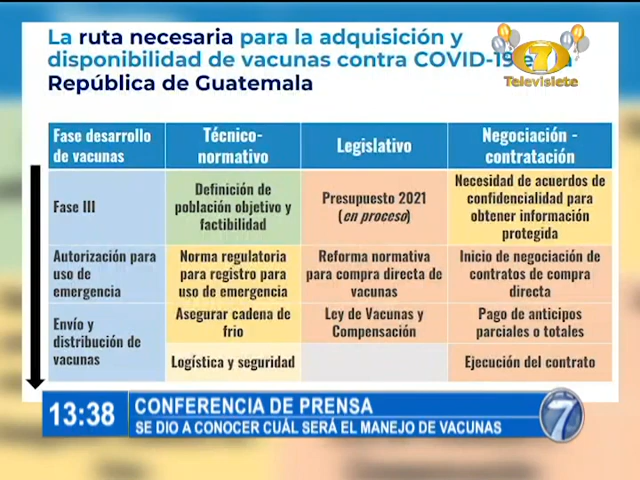 La ruta necesaria para la adquisición y
disponibilidad de vacunas contra COVID-19
República de Guatemala
7
Televisiete
Fase desarrollo
de vacunas
Técnico-
normativo
Legislativo
Negociación -
contratación
Fase III
Definición de
población objetivo y
factibilidad
Presupuesto 2021
(en proceso)
Necesidad de acuerdos de
confidencialidad para
obtener información
protegida
Autorización para
uso de
emergencia
Norma regulatoria
para registro para
uso de emergencia
Reforma normativa
para compra directa de
vacunas
Inicio de negociación de
contratos de compra
directa
Envío y
distribución de
vacunas
Asegurar cadena de
frio
Ley de Vacunas y
Compensación
Pago de anticipos
parciales o totales
Logística y seguridad
Ejecución del contrato
13:38
CONFERENCIA DE PRENSA
SE DIO A CONOCER CUÁL SERÁ EL MANEJO DE VACUNAS
7